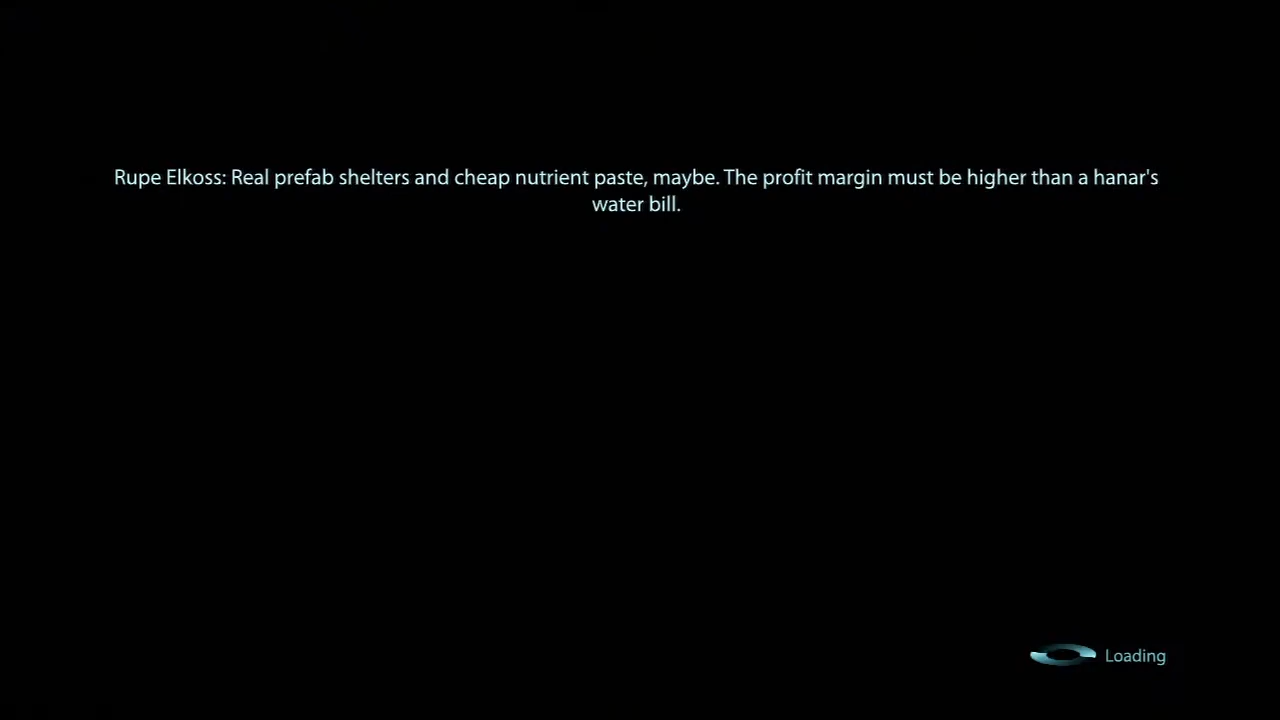 Rupe Elkoss: Real prefab shelters and cheap nutrient paste, maybe. The profit margin must be higher than a hanar's
water bill.
Loading